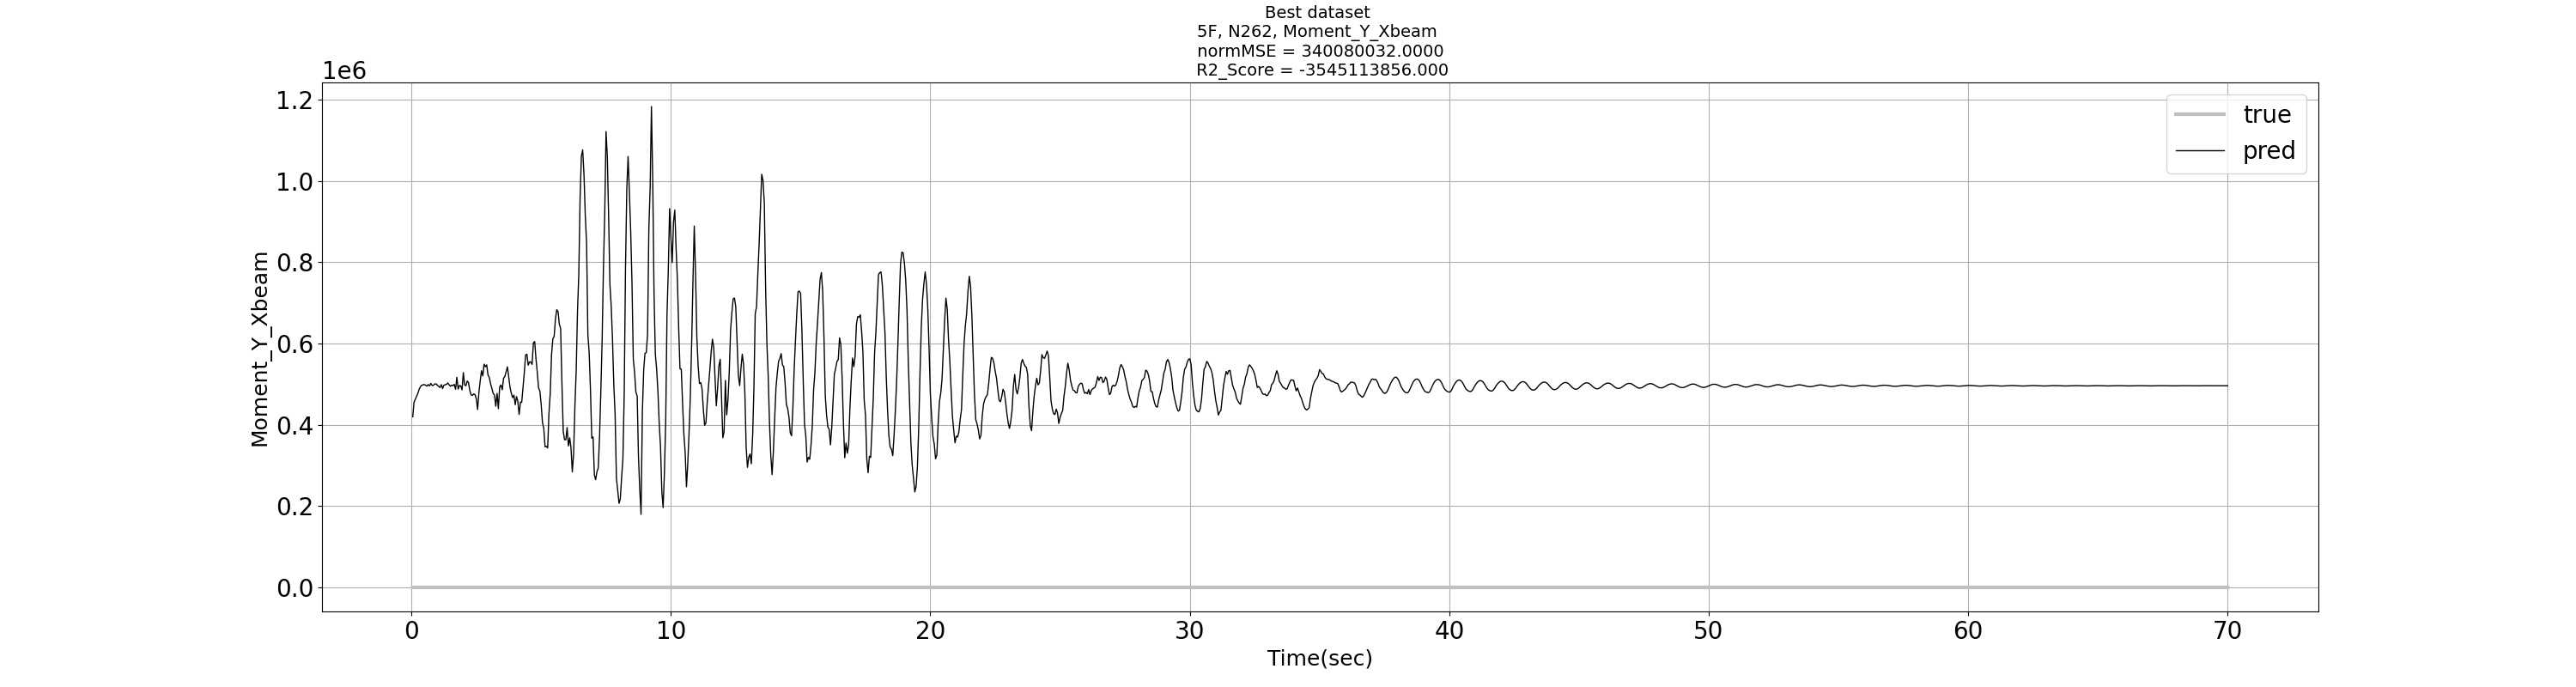 Best dataset
5F, N262, Moment_Y_Xbeam
normMSE = 340080032.0000
R2_Score = -3545113856.000
1e6
1.2
1.0
0.8
0.6
0.4
0.2
0.0
Moment_Y_Xbeam
true
pred
0 10 20 30 40 50 60 70
Time(sec)